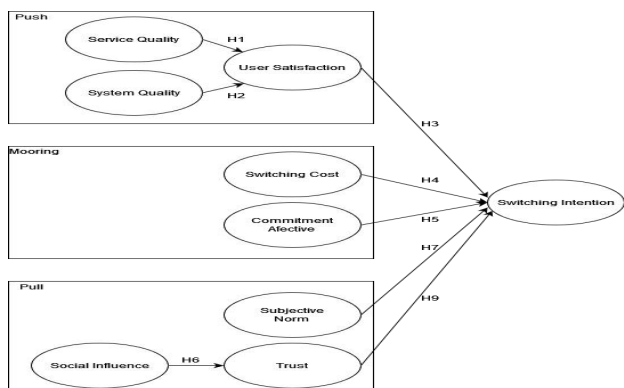 Push
Service Quality
H1
User Satisfaction
System Quality
H2
H3
Mooring
Switching Cost
H4
Switching Intention
Commitment
Afective
H5
H7
Pull
Subjective
Norm
H9
Social Influence
H6
Trust